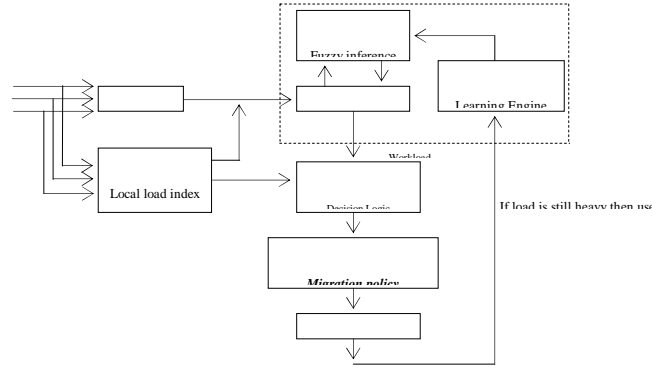 Fuzzy inference
Learning Engine
Workload
Local load index
Decision Logic
If load is still heavy then use
Migration policy